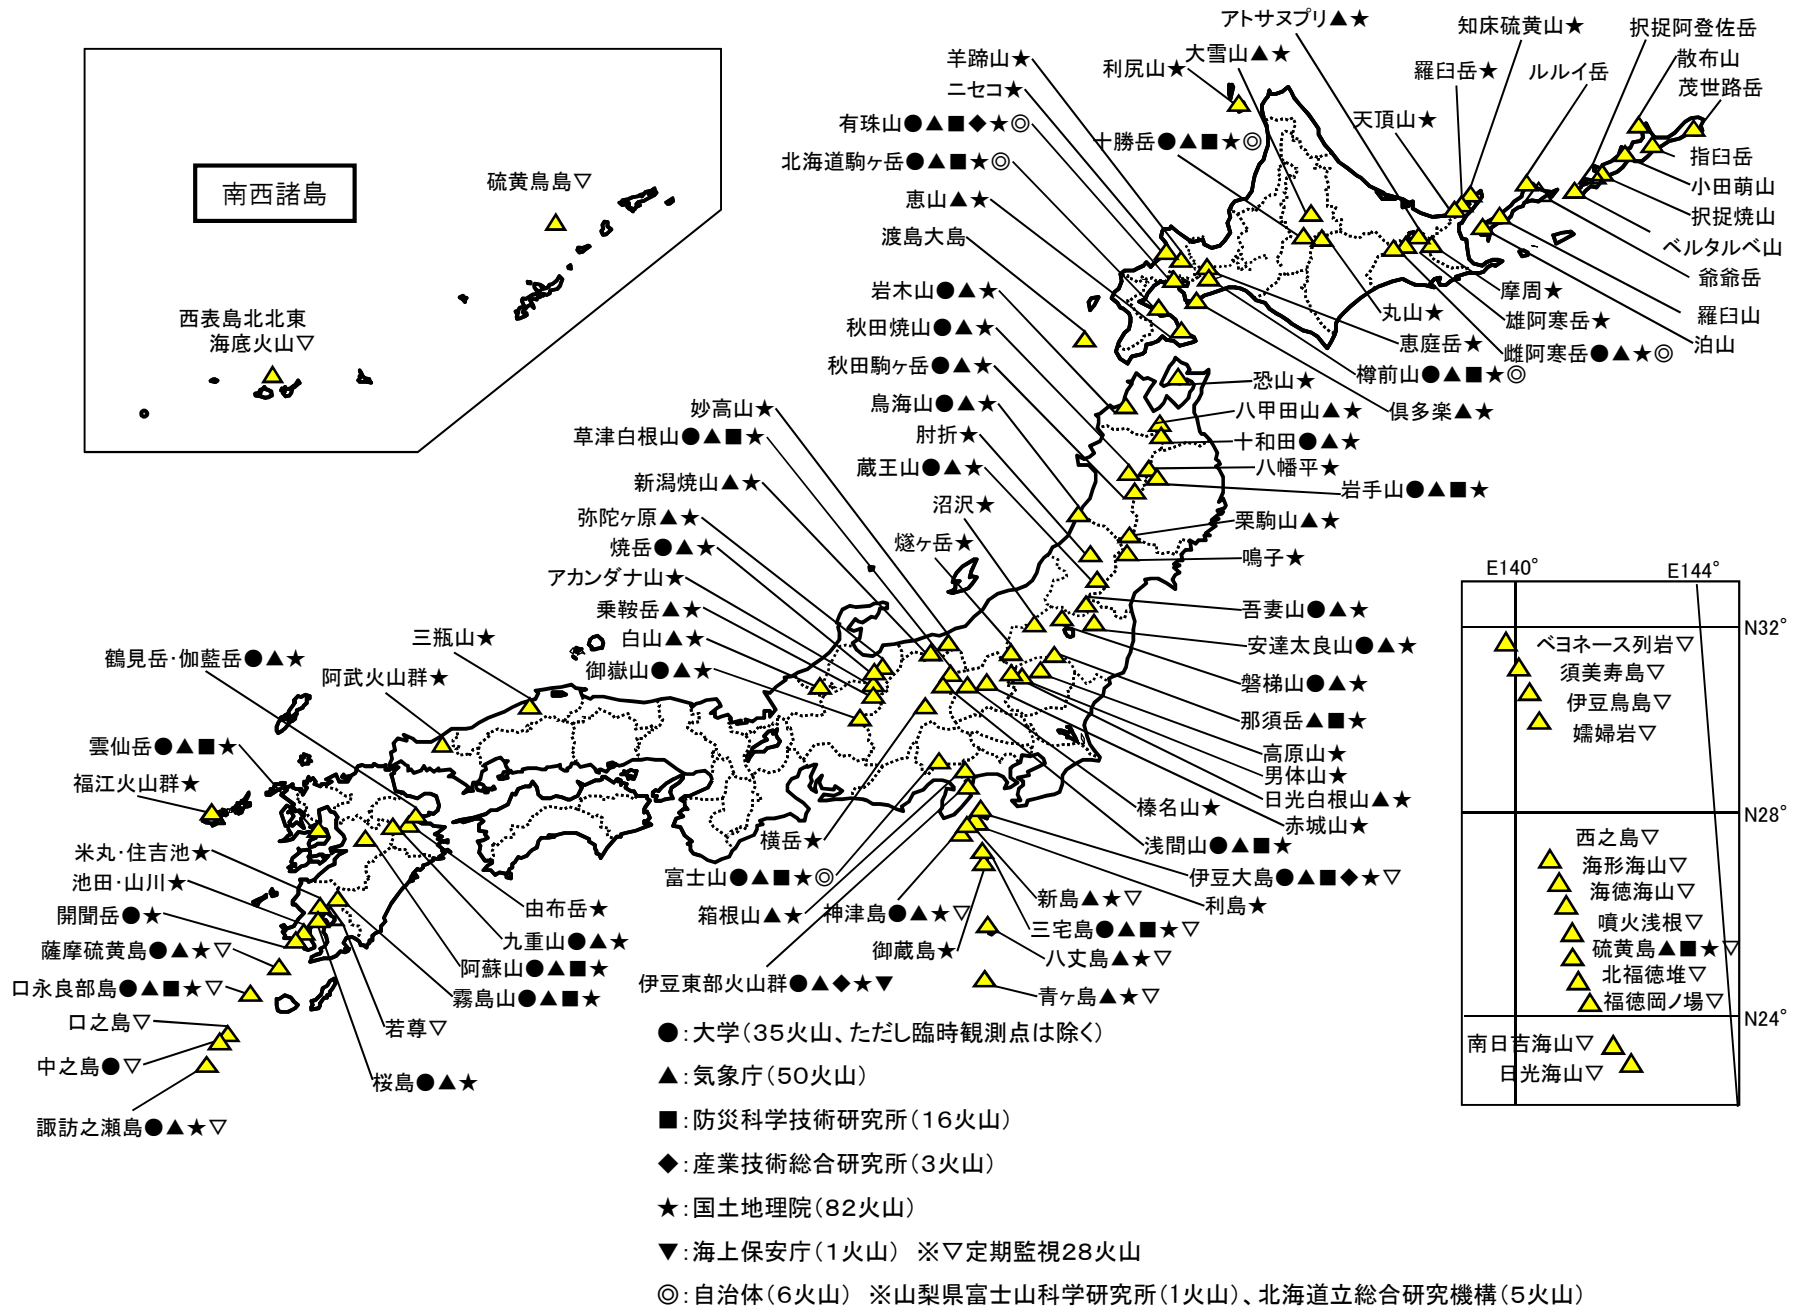 アトサヌプリ▲★
知床硫黄山★
択捉阿登佐岳
散布山
茂世路岳
羊蹄山★
利尻山★
大雪山▲★
羅臼岳★
ルルイ岳
ニセコ★
有珠山●▲■◆★◎
天頂山★
北海道駒ヶ岳●▲■★◎
十勝岳●▲■★◎
指臼岳
小田萌山
択捉焼山
ベルタルベ山
爺爺岳
羅臼山
泊山
恵山▲★
渡島大島
摩周★
雄阿寒岳★
雌阿寒岳●▲★◎
丸山★
恵庭岳★
樽前山●▲■★◎
倶多楽▲★
南西諸島
硫黄鳥島▽
西表島北北東
海底火山▽
岩木山●▲★
秋田焼山●▲★
秋田駒ヶ岳●▲★
鳥海山●▲★
肘折★
蔵王山●▲★
恐山★
八甲田山▲★
十和田●▲★
八幡平★
岩手山●▲■★
栗駒山▲★
鳴子★
吾妻山●▲★
安達太良山●▲★
磐梯山●▲★
那須岳▲■★
高原山★
男体山★
日光白根山▲★
赤城山★
榛名山★
浅間山●▲■★
妙高山★
草津白根山●▲■★
新潟焼山▲★
沼沢★
燧ヶ岳★
弥陀ヶ原▲★
焼岳●▲★
アカンダナ山★
乗鞍岳▲★
白山▲★
御嶽山●▲★
三瓶山★
鶴見岳・伽藍岳●▲★
阿武火山群★
雲仙岳●▲■★
福江火山群★
米丸・住吉池★
池田・山川★
開聞岳●★
薩摩硫黄島●▲★▽
口永良部島●▲■★▽
口之島▽
中之島●▽
諏訪之瀬島●▲★▽
由布岳★
九重山●▲★
阿蘇山●▲■★
霧島山●▲■★
若尊▽
桜島●▲★
横岳★
富士山●▲■★◎
箱根山▲★
神津島●▲★▽
伊豆東部火山群●▲◆★▼
伊豆大島●▲■◆★▽
新島▲★▽
利島★
三宅島●▲■★▽
御蔵島★
八丈島▲★▽
青ヶ島▲★▽
E140°
E144°
N32°
ベヨネース列岩▽
須美寿島▽
伊豆鳥島▽
孀婦岩▽
N28°
西之島▽
海形海山▽
海徳海山▽
噴火浅根▽
硫黄島▲■★▽
北福徳堆▽
福徳岡ノ場▽
N24°
南日吉海山▽
日光海山▽
●：大学（35火山、ただし臨時観測点は除く）
▲：気象庁（50火山）
■：防災科学技術研究所（16火山）
◆：産業技術総合研究所（3火山）
★：国土地理院（82火山）
▼：海上保安庁（1火山）　※▽定期監視28火山
◎：自治体（6火山）　※山梨県富士山科学研究所（1火山）、北海道立総合研究機構（5火山）